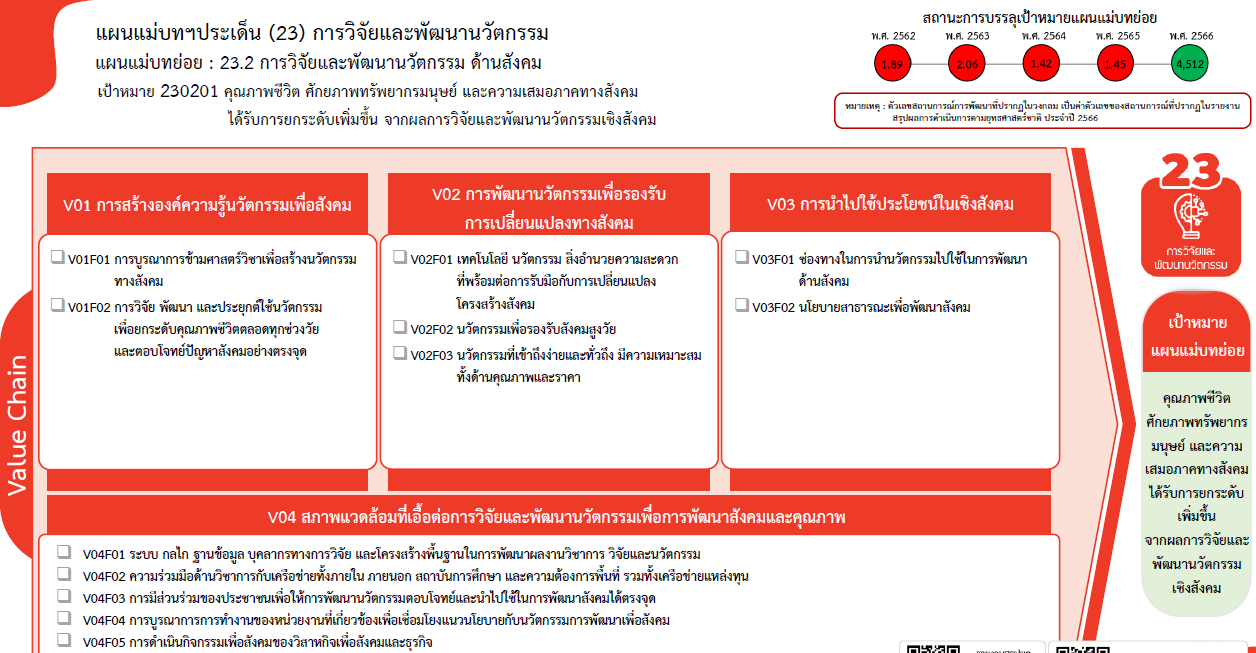 แผนแม่บทฯประเด็น (23) การวิจัยและพัฒนานวัตกรรม
แผนแม่บทย่อย : 23.2 การวิจัยและพัฒนานวัตกรรม ด้านสังคม
เป้าหมาย 230201 คุณภาพชีวิต ศักยภาพทรัพยากรมนุษย์ และความเสมอภาคทางสังคม
ได้รับการยกระดับเพิ่มขึ้น จากผลการวิจัยและพัฒนานวัตกรรมเชิงสังคม
สถานะการบรรลุเป้าหมายแผนแม่บทย่อย
พ.ศ. 2562 พ.ศ. 2563 พ.ศ. 2564 พ.ศ. 2565 พ.ศ. 2566
1.89 2.06 1.42 1.45 4,512
หมายเหตุ : ตัวเลขสถานการณ์การพัฒนาที่ปรากฏในวงกลม เป็นค่าตัวเลขของสถานการณ์ที่ปรากฏในรายงาน
สรุปผลการดำเนินการตามยุทธศาสตร์ชาติ ประจำปี 2566
Value Chain
V01 การสร้างองค์ความรู้นวัตกรรมเพื่อสังคม
V01F01 การบูรณาการข้ามศาสตร์วิชาเพื่อสร้างนวัตกรรม
ทางสังคม
V01F02 การวิจัย พัฒนา และประยุกต์ใช้นวัตกรรม
เพื่อยกระดับคุณภาพชีวิตตลอดทุกช่วงวัย
และตอบโจทย์ปัญหาสังคมอย่างตรงจุด
V02 การพัฒนานวัตกรรมเพื่อรองรับ
การเปลี่ยนแปลงทางสังคม
V02F01 เทคโนโลยี นวัตกรรม สิ่งอำนวยความสะดวก
ที่พร้อมต่อการรับมือกับการเปลี่ยนแปลง
โครงสร้างสังคม
V02F02 นวัตกรรมเพื่อรองรับสังคมสูงวัย
V02F03 นวัตกรรมที่เข้าถึงง่ายและทั่วถึง มีความเหมาะสม
ทั้งด้านคุณภาพและราคา
V03 การนำไปใช้ประโยชน์ในเชิงสังคม
V03F01 ช่องทางในการนำนวัตกรรมไปใช้ในการพัฒนา
ด้านสังคม
V03F02 นโยบายสาธารณะเพื่อพัฒนาสังคม
V04 สภาพแวดล้อมที่เอื้อต่อการวิจัยและพัฒนานวัตกรรมเพื่อการพัฒนาสังคมและคุณภาพ
V04F01 ระบบ กลไก ฐานข้อมูล บุคลากรทางการวิจัย และโครงสร้างพื้นฐานในการพัฒนาผลงานวิชาการ วิจัยและนวัตกรรม
V04F02 ความร่วมมือด้านวิชาการกับเครือข่ายทั้งภายใน ภายนอก สถาบันการศึกษา และความต้องการพื้นที่ รวมทั้งเครือข่ายแหล่งทุน
V04F03 การมีส่วนร่วมของประชาชนเพื่อให้การพัฒนานวัตกรรมตอบโจทย์และนำไปใช้ในการพัฒนาสังคมได้ตรงจุด
V04F04 การบูรณาการการทำงานของหน่วยงานที่เกี่ยวข้องเพื่อเชื่อมโยงแนวนโยบายกับนวัตกรรมการพัฒนาเพื่อสังคม
V04F05 การดำเนินกิจกรรมเพื่อสังคมของวิสาหกิจเพื่อสังคมและธุรกิจ
23
การวิจัยและ
พัฒนานวัตกรรม
เป้าหมาย
แผนแม่บทย่อย
คุณภาพชีวิต
ศักยภาพทรัพยากร
มนุษย์ และความ
เสมอภาคทางสังคม
ได้รับการยกระดับ
เพิ่มขึ้น
จากผลการวิจัยและ
พัฒนานวัตกรรม
เชิงสังคม